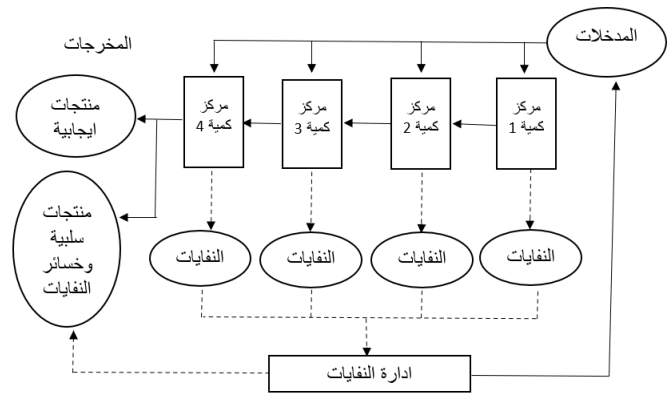 المدخلات
المخرجات
مركز
كمية 1
مركز
كمية 2
مركز
كمية 3
مركز
كمية 4
منتجات
ايجابية
منتجات
سلبية
وخسائر
النفايات
النفايات
النفايات
النفايات
النفايات
ادارة النفايات